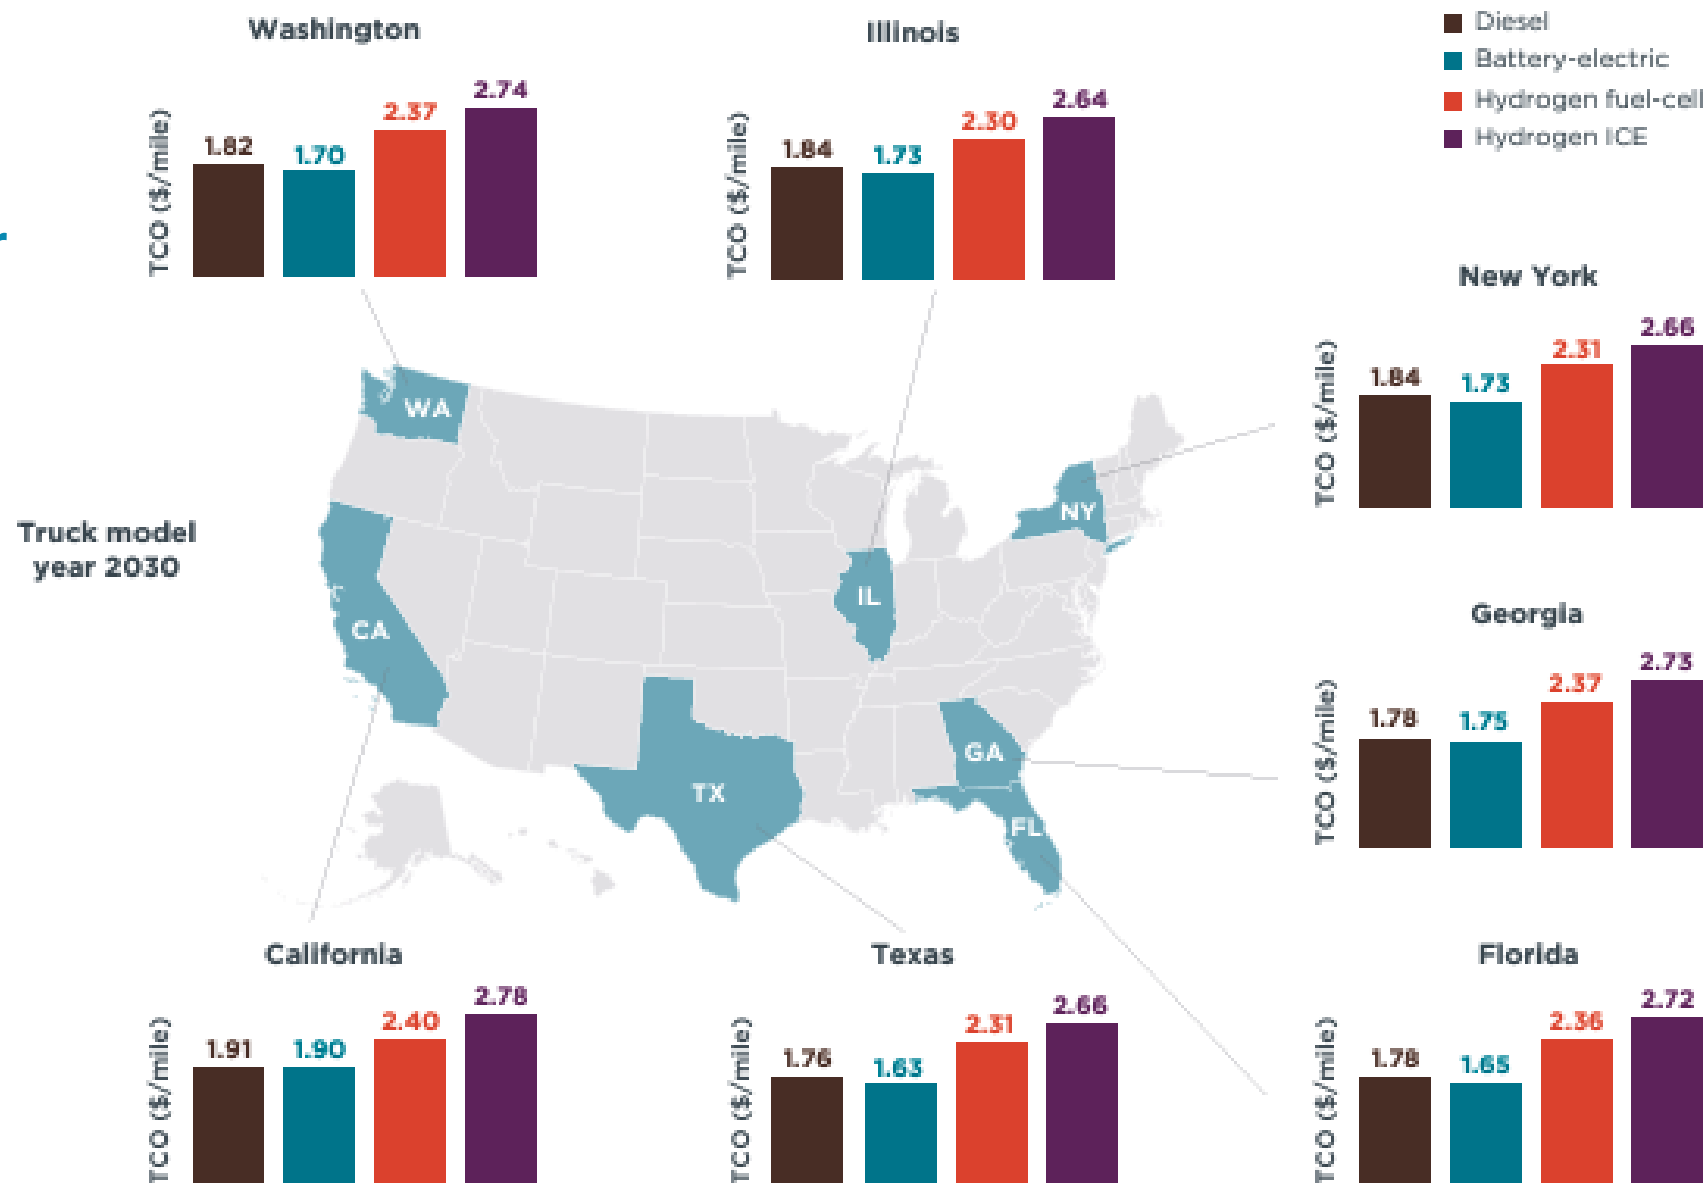 Washington
Illinois
Diesel
Battery-electric
Hydrogen fuel-cell
Hydrogen ICE
TCO ($/mile)
1.82
1.70
2.37
2.74
TCO ($/mile)
1.84
1.73
2.30
2.64
New York
TCO ($/mile)
1.84
1.73
2.31
2.66
WA
NY
IL
CA
TX
GA
FL
Truck model
year 2030
Georgia
TCO ($/mile)
1.78
1.75
2.37
2.73
California
TCO ($/mile)
1.91
1.90
2.40
2.78
Texas
TCO ($/mile)
1.76
1.63
2.31
2.66
Florida
TCO ($/mile)
1.78
1.65
2.36
2.72